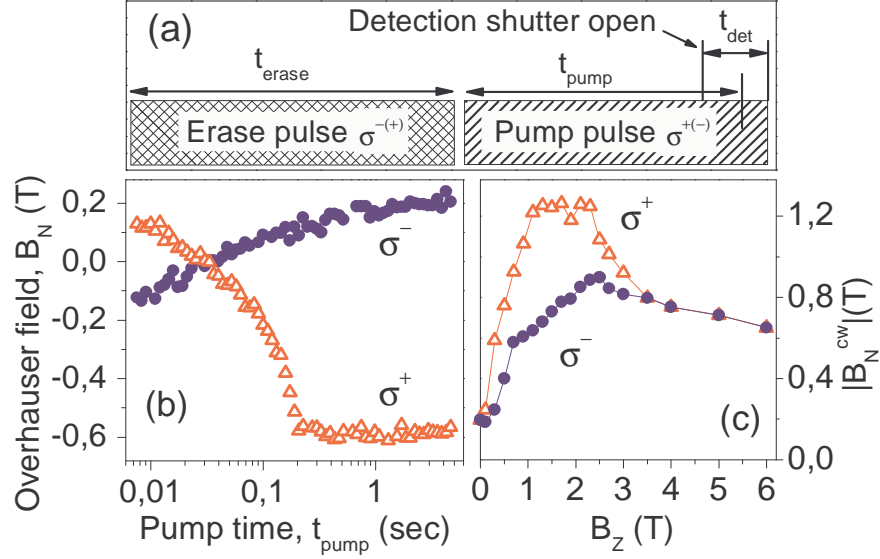 (a)
Detection shutter open
t_det
t_erase
t_pump
Erase pulse σ^-(+)
Pump pulse σ^+(-)
Overhauser field, B_N (T)
0,2
0,0
-0,2
-0,4
-0,6
σ^-
σ^+
(b)
0,01
0,1
1
Pump time, t_pump (sec)
σ^+
σ^-
(c)
1,2
0,8
0,4
0,0
|B_N^cw|(T)
0
1
2
3
4
5
6
B_Z (T)